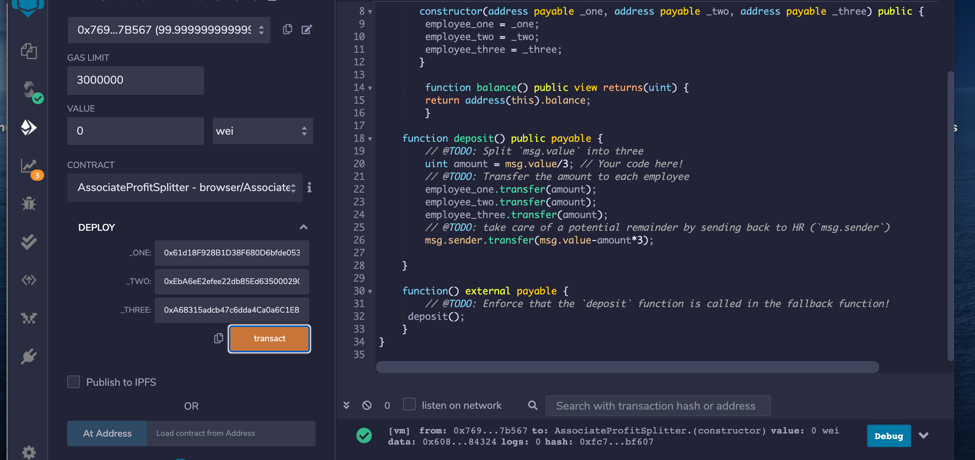 0x769...7B567 (99.9999999999
GAS LIMIT
3000000
VALUE
0
wei
CONTRACT
AssociateProfitSplitter - browser/Associate
i
3
DEPLOY
_ONE:
0x61d18F928B1D38F680D6bfde053
_TWO:
0xEbA6eE2efee22db85Ed63500029(
_THREE:
0xA68315adcb47c6dda4Ca0a6C1E8
transact
Publish to IPFS
OR
At Address
Load contract from Address
8 constructor(address payable _one, address payable _two, address payable _three) public {
9 employee_one = _one;
10 employee_two = _two;
11 employee_three = _three;
12 }
13
14 function balance() public view returns(uint) {
15 return address(this).balance;
16 }
17
18 function deposit() public payable {
19 // @TODO: Split `msg.value` into three
20 uint amount = msg.value/3; // Your code here!
21 // @TODO: Transfer the amount to each employee
22 employee_one.transfer(amount);
23 employee_two.transfer(amount);
24 employee_three.transfer(amount);
25 // @TODO: take care of a potential remainder by sending back to HR (`msg.sender`)
26 msg.sender.transfer(msg.value-amount*3);
27
28 }
29
30 function() external payable {
31 // @TODO: Enforce that the `deposit` function is called in the fallback function!
32 deposit();
33 }
34 }
35
0
listen on network
Search with transaction hash or address
[vm] from: 0x769...7b567 to: AssociateProfitSplitter.(constructor) value: 0 wei
data: 0x608...84324 logs: 0 hash: 0xfc7...bf607
Debug